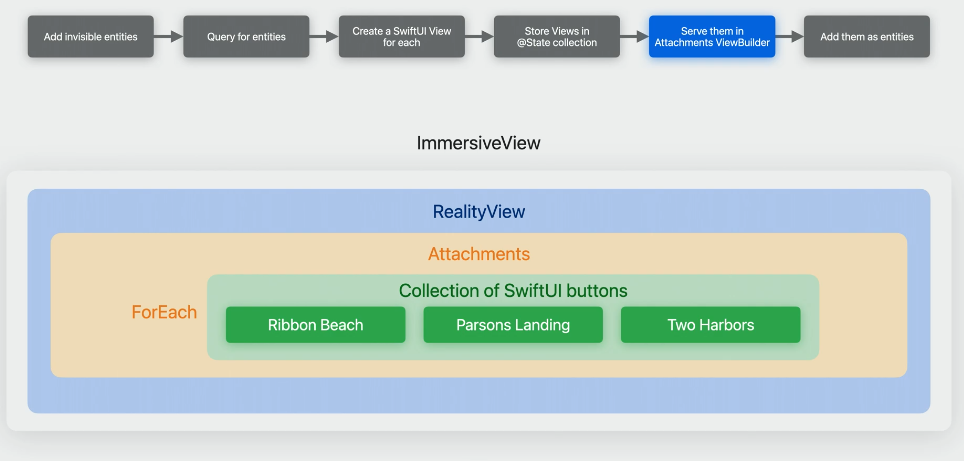 Add invisible entities
Query for entities
Create a SwiftUI View
for each
Store Views in
@State collection
Serve them in
Attachments ViewBuilder
Add them as entities
ImmersiveView
RealityView
Attachments
ForEach
Collection of SwiftUI buttons
Ribbon Beach
Parsons Landing
Two Harbors